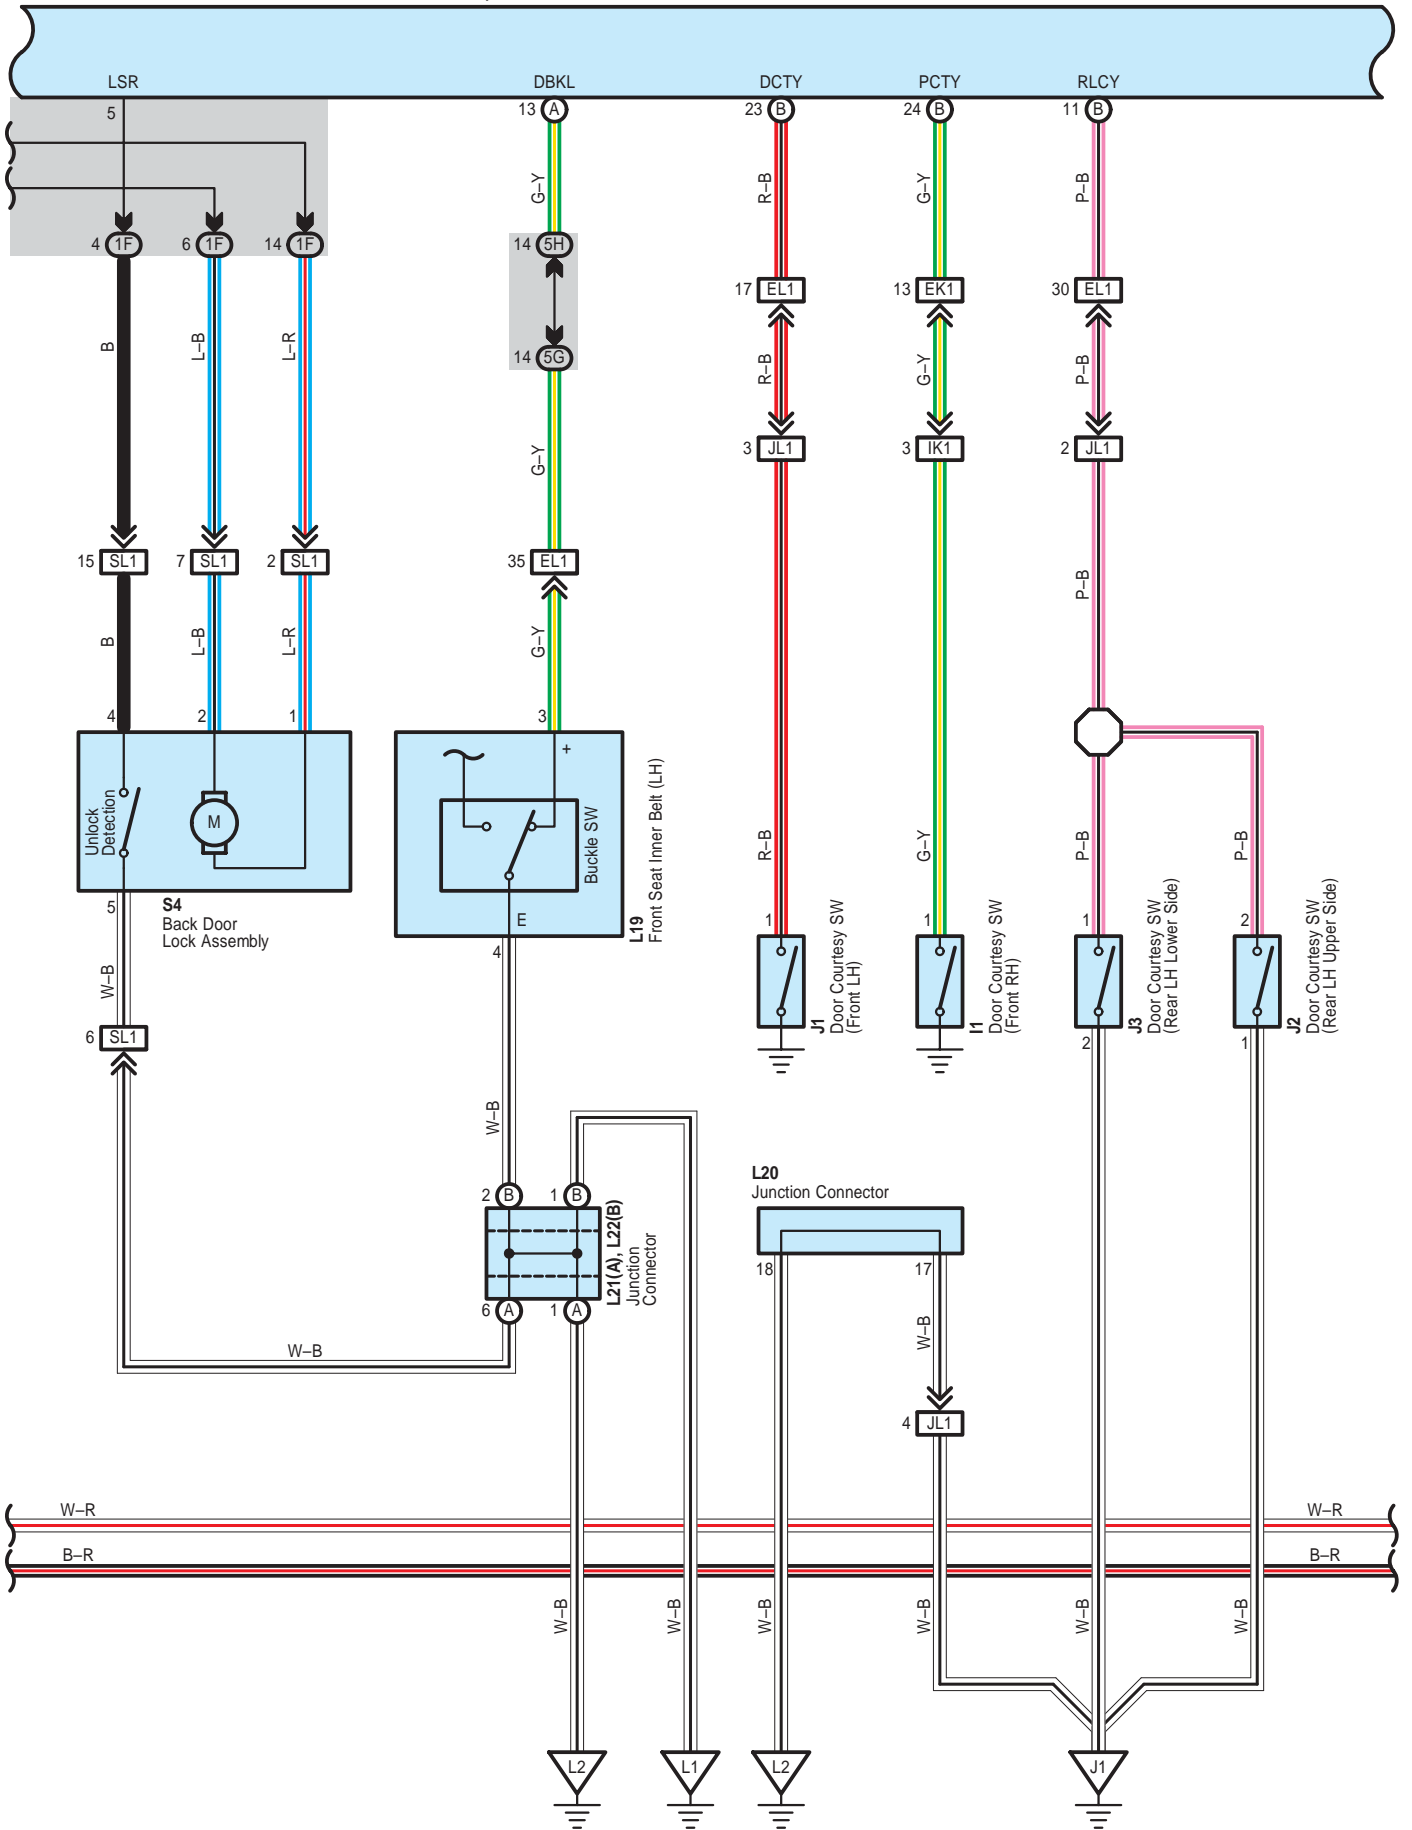 LSR DBKL DCTY PCTY RLCY
5 13 A 23 B 24 B 11 B
G–Y R–B G–Y P–B
4 1F 6 1F 14 1F 14 5H
17 EL1 13 EK1 30 EL1
B L–B L–R 14 5G R–B G–Y P–B
G–Y 3 JL1 3 IK1 2 JL1
15 SL1 7 SL1 2 SL1 35 EL1
P–B
B L–B L–R G–Y
4 2 1 3
+
Unlock
Detection
M
Buckle SW
E
L19
Front Seat Inner Belt (LH)
R–B G–Y P–B P–B
5 4 1 1 1 2
S4
Back Door
Lock Assembly
J1
Door Courtesy SW
(Front LH)
I1
Door Courtesy SW
(Front RH)
J3
Door Courtesy SW
(Rear LH Lower Side)
J2
Door Courtesy SW
(Rear LH Upper Side)
W–B
6 SL1
2 1
W–B
L20
Junction Connector
2 B 1 B
L21(A), L22(B)
Junction
Connector
18 17
6 A 1 A
W–B
W–B
4 JL1
W–R W–R
B–R B–R
W–B W–B W–B W–B W–B W–B
L2 L1 L2 J1